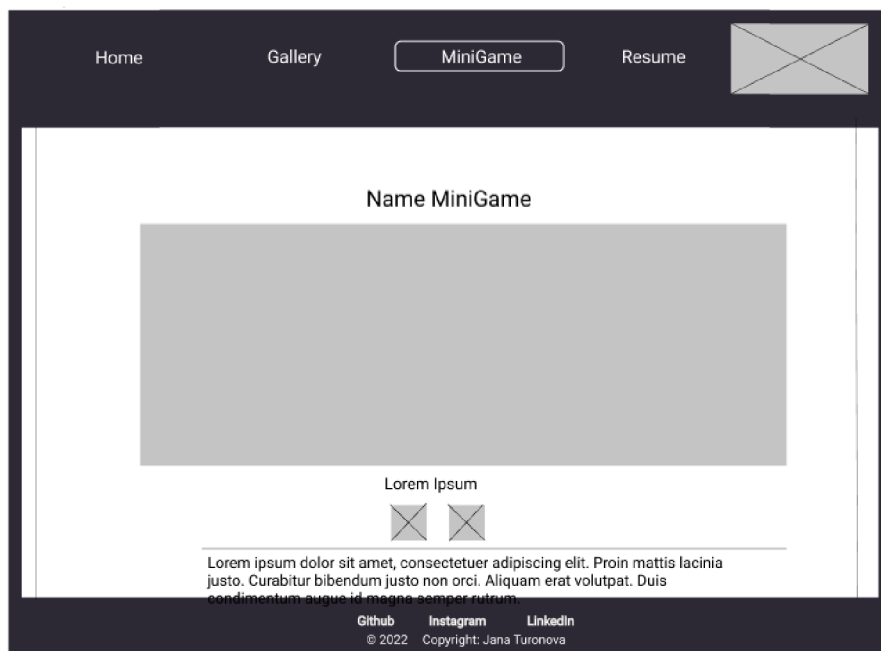 Home Gallery MiniGame Resume
Name MiniGame
Lorem Ipsum
Lorem ipsum dolor sit amet, consectetuer adipiscing elit. Proin mattis lacinia
justo. Curabitur bibendum justo non orci. Aliquam erat volutpat. Duis
condimentum augue id magna semper rutrum.
Github Instagram LinkedIn
© 2022 Copyright: Jana Turonova